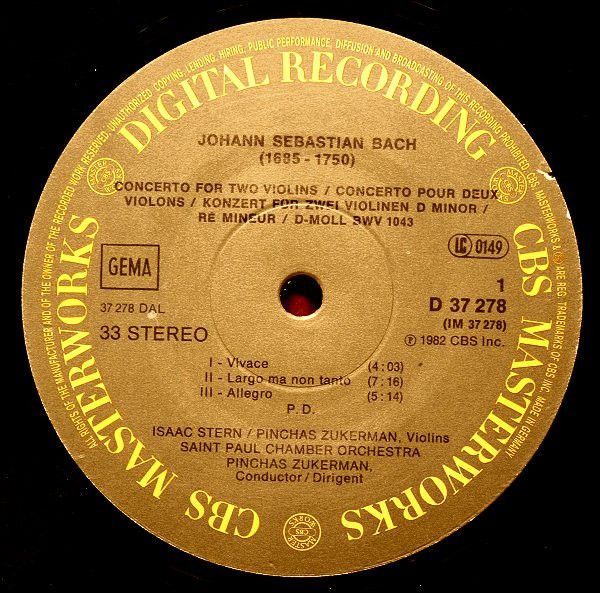 ALL RIGHTS OF THE MANUFACTURER AND OF THE OWNER OF THE RECORDED WORK RESERVED. UNAUTHORIZED COPYING, LENDING, HIRING, PUBLIC PERFORMANCE, DIFFUSION AND BROADCASTING OF THIS RECORDING PROHIBITED. CBS, MASTERWORKS & ARE REG. TRADEMARKS OF CBS INC. MADE IN GERMANY
DIGITAL RECORDING
CBS MASTERWORKS
CBS MASTERWORKS
JOHANN SEBASTIAN BACH
(1685 - 1750)
CONCERTO FOR TWO VIOLINS / CONCERTO POUR DEUX
VIOLONS / KONZERT FOR ZWEI VIOLINEN D MINOR /
RÉ MINEUR / D-MOLL BWV 1043
GEMA
LC 0149
37 278 DAL
33 STEREO
1
D 37 278
(IM 37 278)
℗ 1982 CBS Inc.
I - Vivace (4:03)
II - Largo ma non tanto (7:16)
III - Allegro (5:14)
P. D.
ISAAC STERN / PINCHAS ZUKERMAN, Violins
SAINT PAUL CHAMBER ORCHESTRA
PINCHAS ZUKERMAN,
Conductor / Dirigent
MASTER
CBS
WORKS